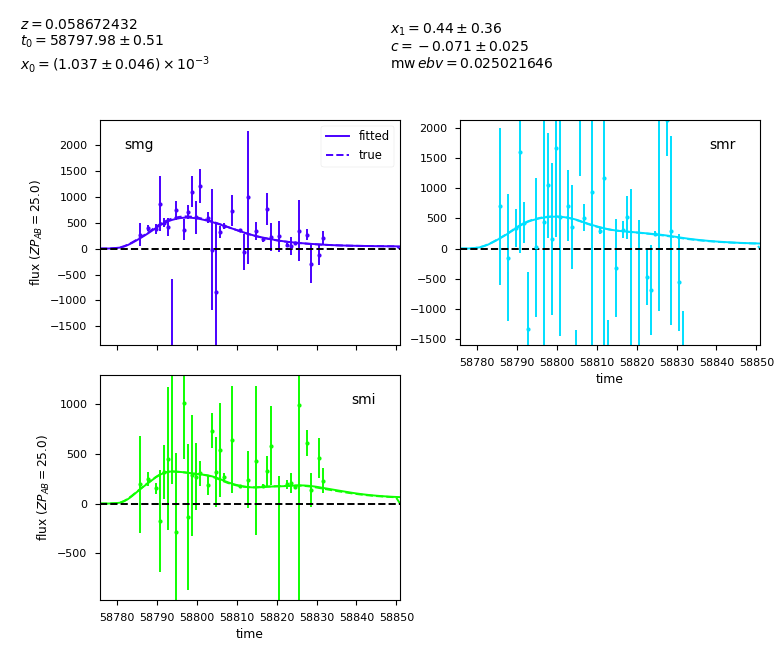 z = 0.058672432
t₀ = 58797.98 ± 0.51
x₀ = (1.037 ± 0.046) × 10⁻³
x₁ = 0.44 ± 0.36
c = −0.071 ± 0.025
mw ebv = 0.025021646
smg
fitted
true
2000
1500
1000
500
0
−500
−1000
−1500
flux (ZP_AB = 25.0)
smr
2000
1500
1000
500
0
−500
−1000
−1500
58780 58790 58800 58810 58820 58830 58840 58850
time
smi
1000
500
0
−500
flux (ZP_AB = 25.0)
58780 58790 58800 58810 58820 58830 58840 58850
time